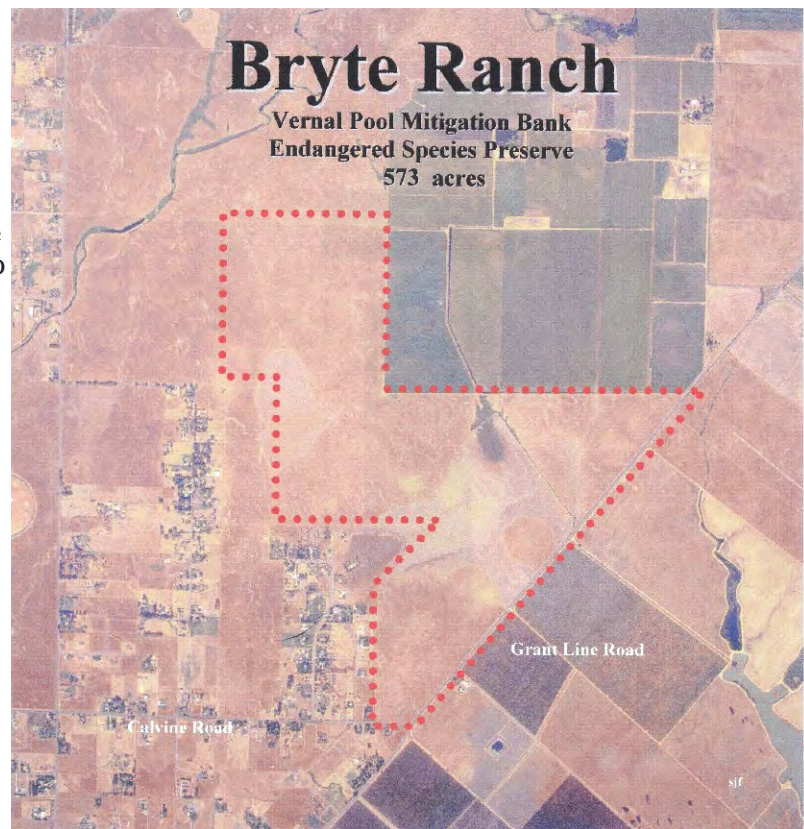 Bryte Ranch
Vernal Pool Mitigation Bank
Endangered Species Preserve
573 acres
Grant Line Road
Calvine Road
sjf